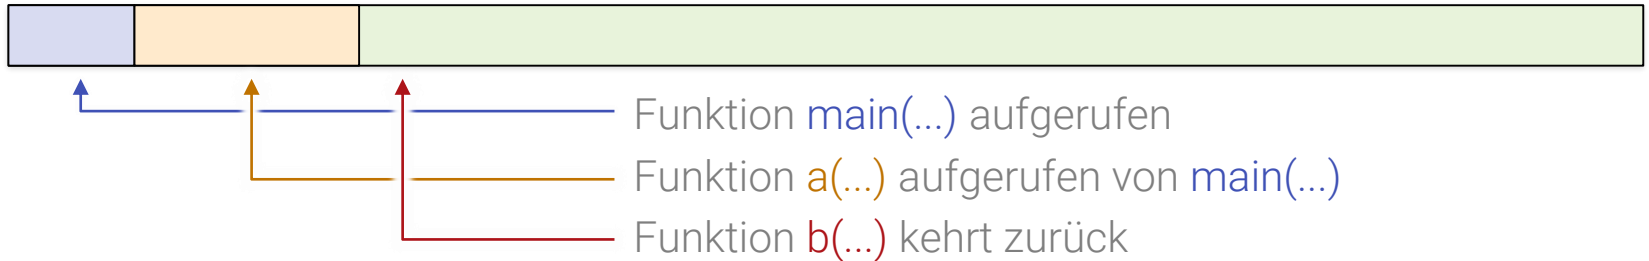 Funktion main(...) aufgerufen
Funktion a(...) aufgerufen von main(...)
Funktion b(...) kehrt zurück